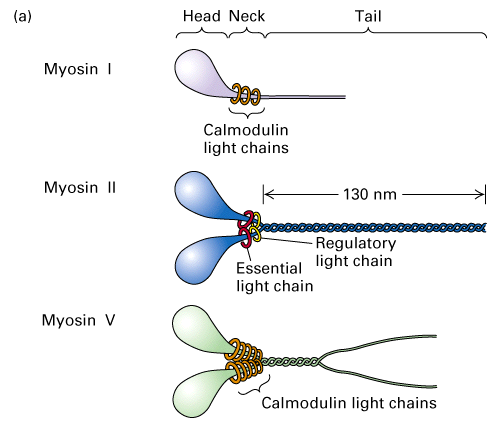 (a)
Head Neck Tail
Myosin I
Calmodulin
light chains
Myosin II
130 nm
Regulatory
light chain
Essential
light chain
Myosin V
Calmodulin light chains